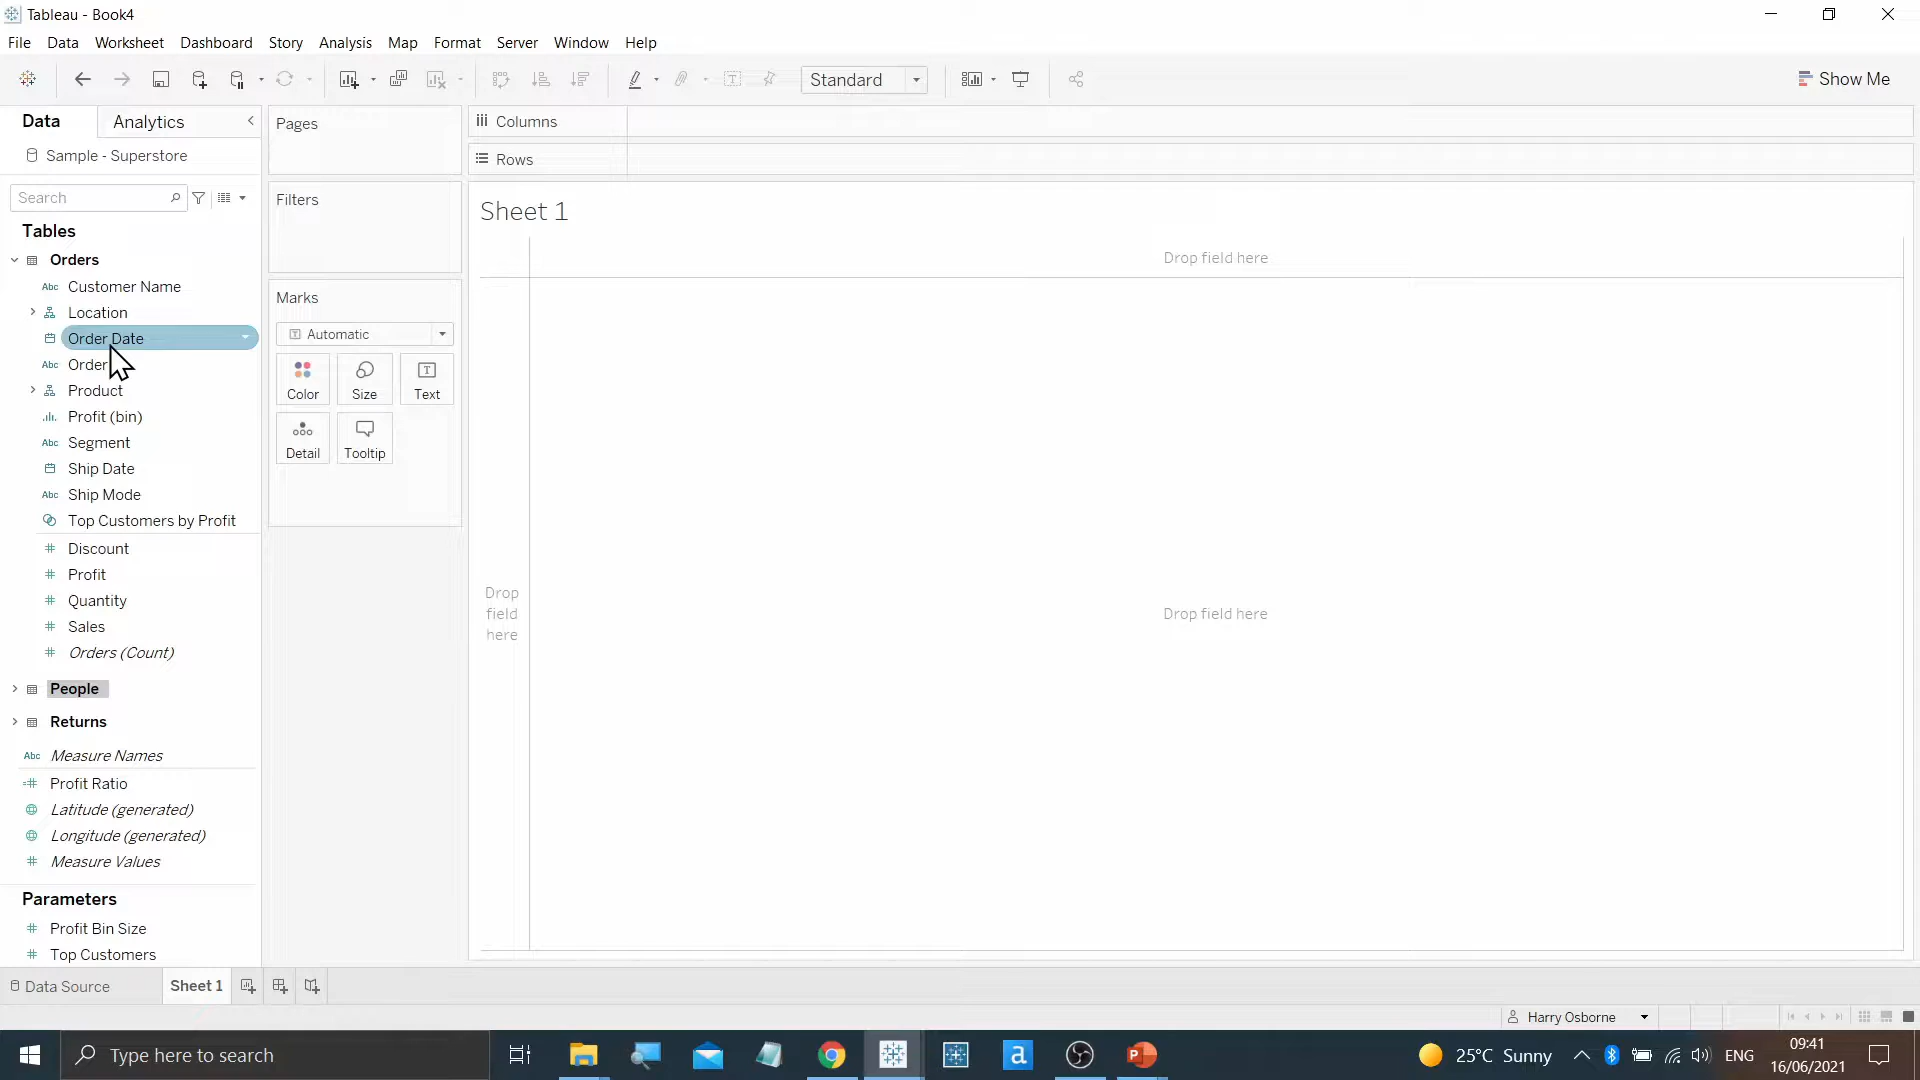 Tableau - Book4
File Data Worksheet Dashboard Story Analysis Map Format Server Window Help
Standard
Show Me
Data Analytics
Sample - Superstore
Search
Tables
Orders
Abc Customer Name
Location
Order Date
Abc Order
Product
Profit (bin)
Abc Segment
Ship Date
Abc Ship Mode
Top Customers by Profit
# Discount
# Profit
# Quantity
# Sales
# Orders (Count)
People
Returns
Abc Measure Names
=# Profit Ratio
Latitude (generated)
Longitude (generated)
# Measure Values
Parameters
# Profit Bin Size
# Top Customers
Pages
Filters
Marks
Automatic
Color Size Text
Detail Tooltip
Columns
Rows
Sheet 1
Drop field here
Drop
field
here
Drop field here
Data Source Sheet 1
Harry Osborne
Type here to search
25°C Sunny
ENG
09:41
16/06/2021